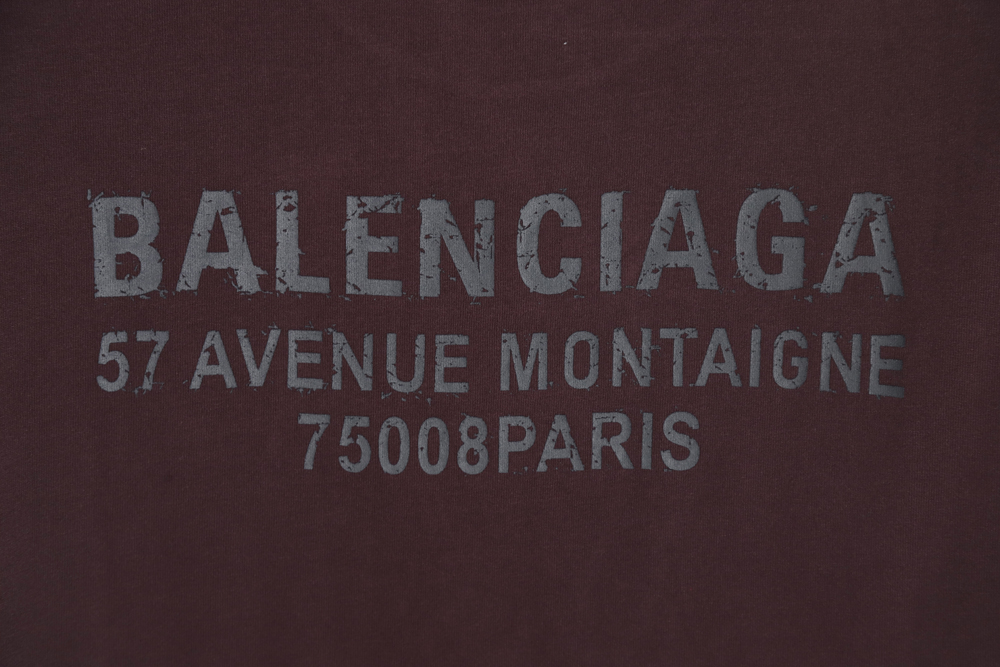 BALENCIAGA
57 AVENUE MONTAIGNE
75008PARIS